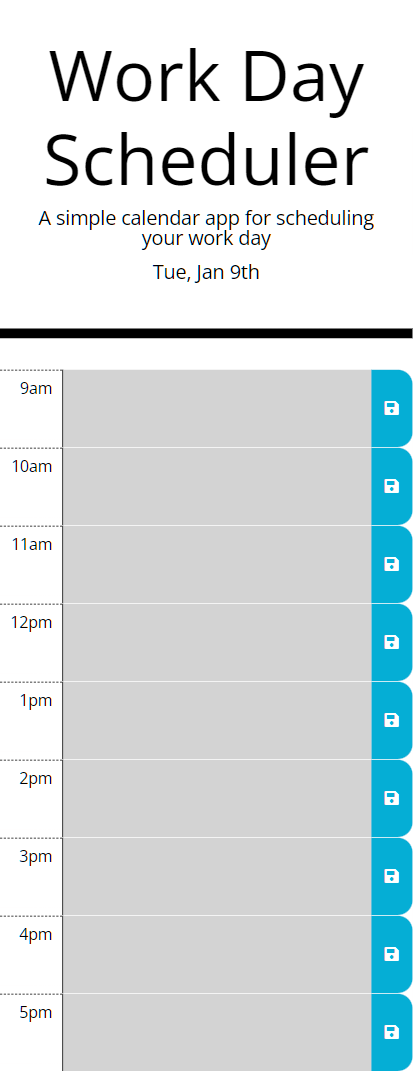 Work Day
Scheduler
A simple calendar app for scheduling
your work day
Tue, Jan 9th
9am
10am
11am
12pm
1pm
2pm
3pm
4pm
5pm